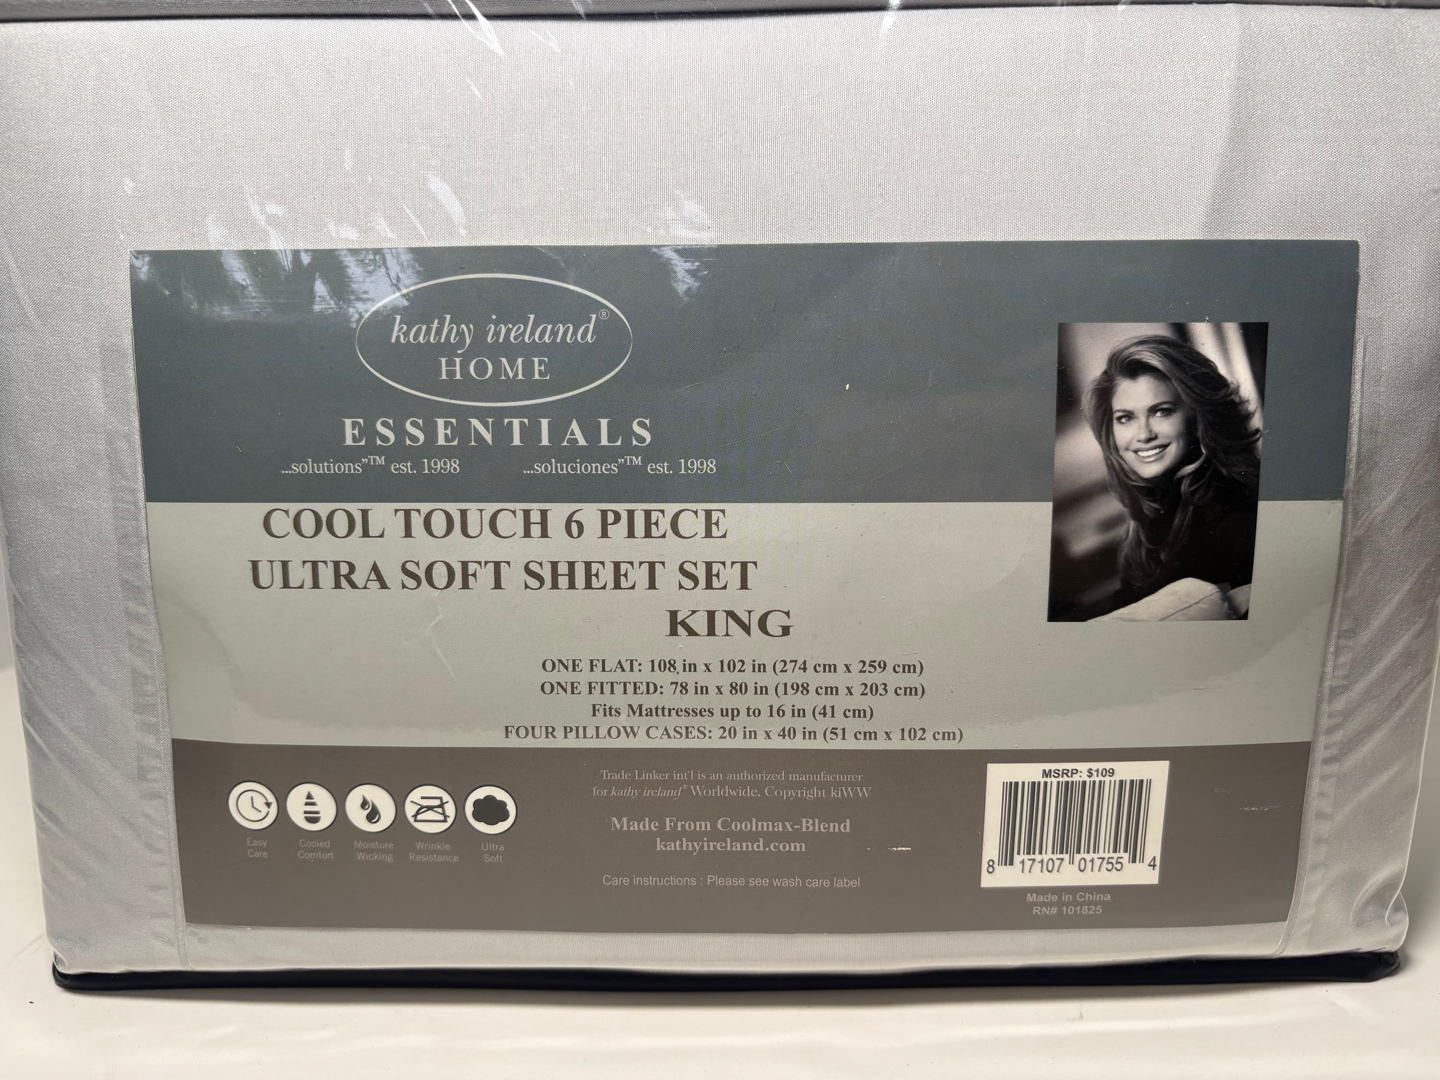 kathy ireland®
HOME
ESSENTIALS
...solutions”™ est. 1998
...soluciones”™ est. 1998
COOL TOUCH 6 PIECE
ULTRA SOFT SHEET SET
KING
ONE FLAT: 108 in x 102 in (274 cm x 259 cm)
ONE FITTED: 78 in x 80 in (198 cm x 203 cm)
Fits Mattresses up to 16 in (41 cm)
FOUR PILLOW CASES: 20 in x 40 in (51 cm x 102 cm)
Easy
Care
Cooled
Comfort
Moisture
Wicking
Wrinkle
Resistance
Ultra
Soft
Trade Linker int'l is an authorized manufacturer
for kathy ireland® Worldwide. Copyright kiWW
Made From Coolmax-Blend
kathyireland.com
Care instructions : Please see wash care label
MSRP: $109
8 17107 01755 4
Made in China
RN# 101825